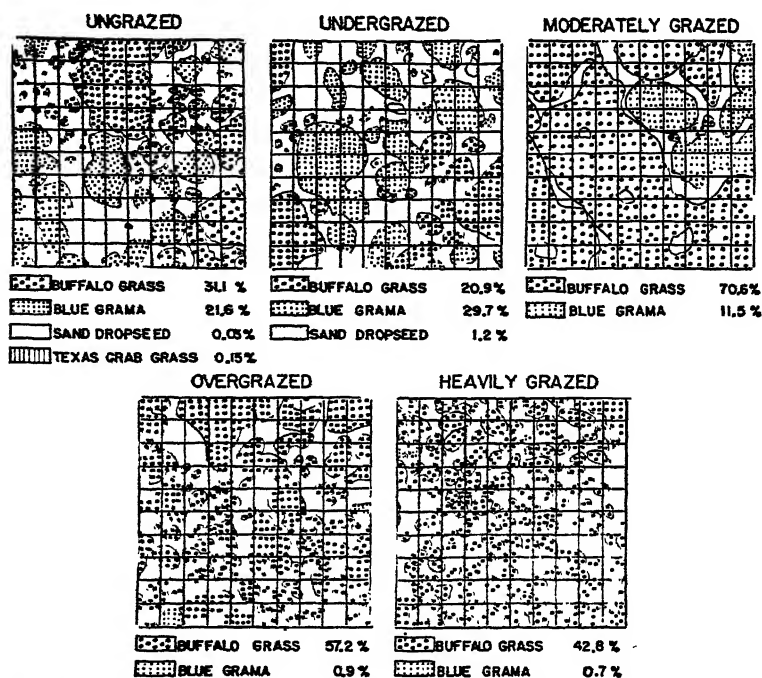 UNGRAZED
UNDERGRAZED
MODERATELY GRAZED
BUFFALO GRASS 31.1 %
BLUE GRAMA 21.6 %
SAND DROPSEED 0.03%
TEXAS CRAB GRASS 0.15%
BUFFALO GRASS 20.9%
BLUE GRAMA 29.7 %
SAND DROPSEED 1.2 %
BUFFALO GRASS 70.6%
BLUE GRAMA 11.5 %
OVERGRAZED
HEAVILY GRAZED
BUFFALO GRASS 57.2 %
BLUE GRAMA 0.9 %
BUFFALO GRASS 42.8 %
BLUE GRAMA 0.7 %